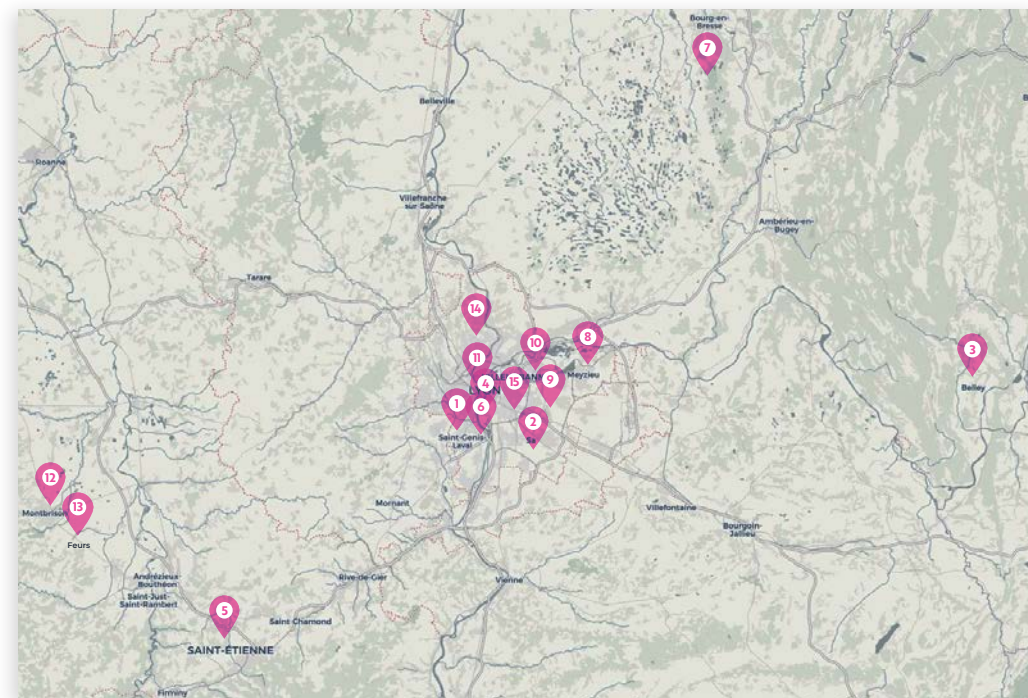 Bourg-en-
Bresse
7
Belleville
Roanne
Villefranche
sur-Saône
Ambérieu-en-
Bugey
Tarare
14
8
10
11
3
Meyzieu
4
15
9
Belley
1
6
2
Saint-Genis-
Laval
12
Mornant
13
Montbrison
Villefontaine
Bourgoin-
Jallieu
Feurs
Andrézieux-
Bouthéon
Rive-de-Gier
Vienne
Saint-Just-
Saint-Rambert
5
Saint-Chamond
SAINT-ÉTIENNE
Firminy